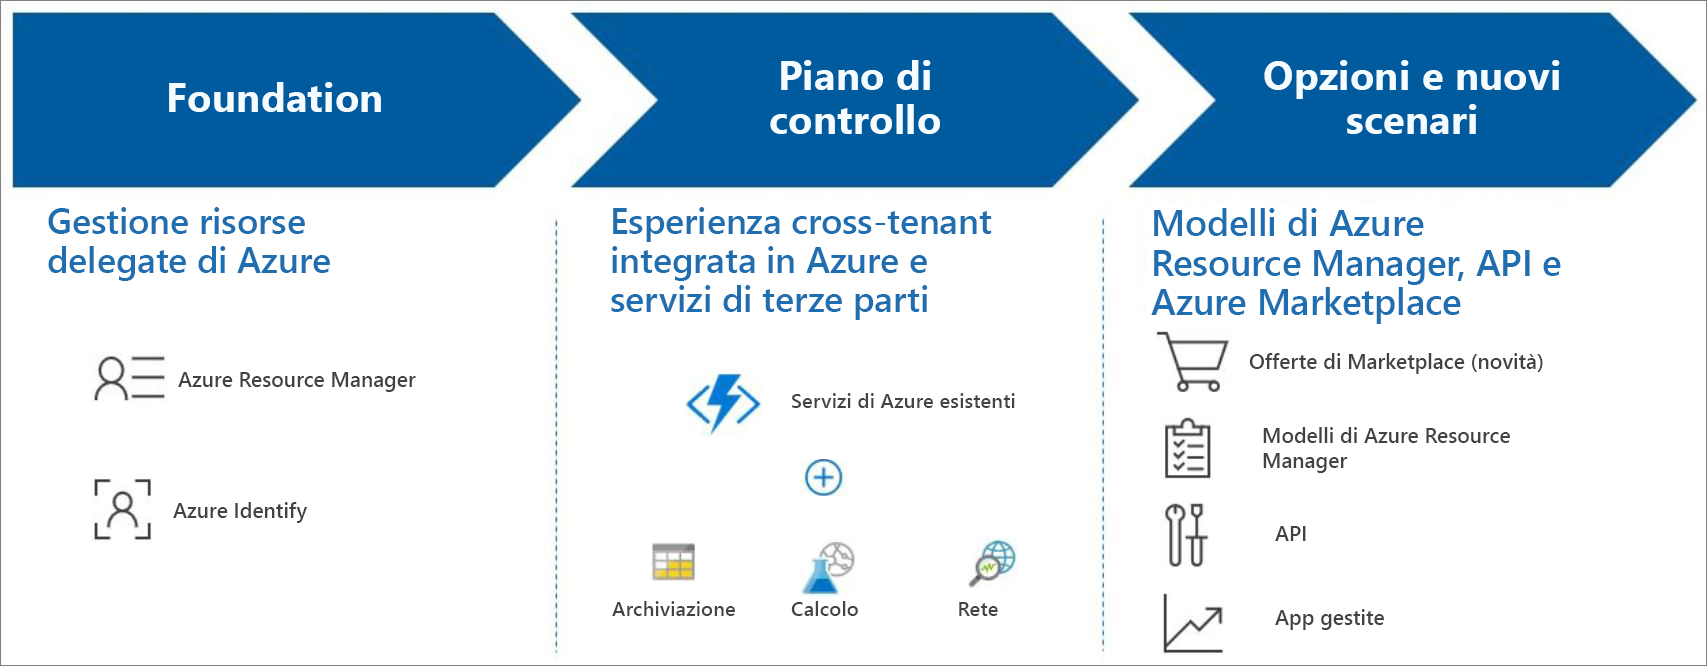 Foundation
Piano di
controllo
Opzioni e nuovi
scenari
Gestione risorse
delegate di Azure
Azure Resource Manager
Azure Identify
Esperienza cross-tenant
integrata in Azure e
servizi di terze parti
Servizi di Azure esistenti
Archiviazione
Calcolo
Rete
Modelli di Azure
Resource Manager, API e
Azure Marketplace
Offerte di Marketplace (novità)
Modelli di Azure Resource
Manager
API
App gestite